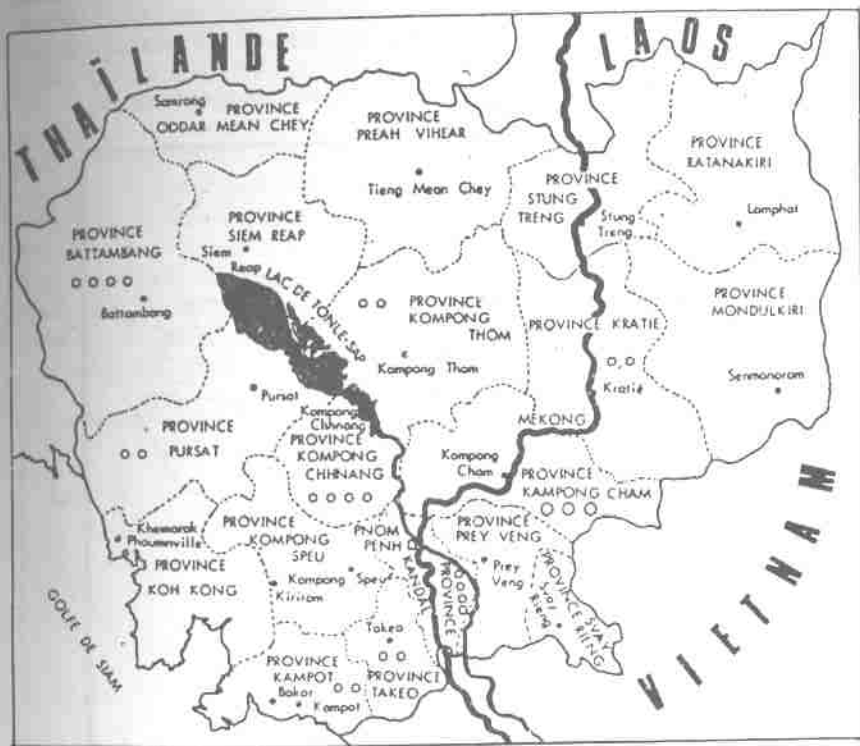 THAÏLANDE
LAOS
Samrong
PROVINCE
ODDAR MEAN CHEY
PROVINCE
PREAH VIHEAR
Tieng Mean Chey
PROVINCE
STUNG
TRENG
Stung
Treng
PROVINCE
RATANAKIRI
Lamphat
PROVINCE
BATTAMBANG
Battambang
PROVINCE
SIEM REAP
Siem
Reap
LAC DE TONLE-SAP
PROVINCE
KOMPONG
THOM
Kampong Thom
PROVINCE KRATIE
Kratié
PROVINCE
MONDULKIRI
Senmonorom
Pursat
PROVINCE
PURSAT
Kampong
Chhnang
PROVINCE
KOMPONG
CHHNANG
MEKONG
Kampong
Cham
PROVINCE
KAMPONG CHAM
Khemarak
Phoumnville
PROVINCE
KOH KONG
PROVINCE
KOMPONG
SPEU
Kompong Speu
Kirirom
PNOM
PENH
KANDAL
PROVINCE
PROVINCE
PREY VENG
Prey
Veng
PROVINCE SVAY
RIENG
Svay
Rieng
Takeo
PROVINCE
TAKEO
PROVINCE
KAMPOT
Bokor
Kampot
GOLFE DE SIAM
VIETNAM